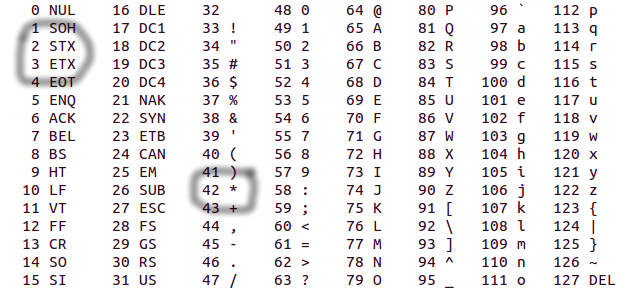 0 NUL 16 DLE 32 48 0 64 @ 80 P 96 ` 112 p
1 SOH 17 DC1 33 ! 49 1 65 A 81 Q 97 a 113 q
2 STX 18 DC2 34 " 50 2 66 B 82 R 98 b 114 r
3 ETX 19 DC3 35 # 51 3 67 C 83 S 99 c 115 s
4 EOT 20 DC4 36 $ 52 4 68 D 84 T 100 d 116 t
5 ENQ 21 NAK 37 % 53 5 69 E 85 U 101 e 117 u
6 ACK 22 SYN 38 & 54 6 70 F 86 V 102 f 118 v
7 BEL 23 ETB 39 ' 55 7 71 G 87 W 103 g 119 w
8 BS 24 CAN 40 ( 56 8 72 H 88 X 104 h 120 x
9 HT 25 EM 41 ) 57 9 73 I 89 Y 105 i 121 y
10 LF 26 SUB 42 * 58 : 74 J 90 Z 106 j 122 z
11 VT 27 ESC 43 + 59 ; 75 K 91 [ 107 k 123 {
12 FF 28 FS 44 , 60 < 76 L 92 \ 108 l 124 |
13 CR 29 GS 45 - 61 = 77 M 93 ] 109 m 125 }
14 SO 30 RS 46 . 62 > 78 N 94 ^ 110 n 126 ~
15 SI 31 US 47 / 63 ? 79 O 95 _ 111 o 127 DEL